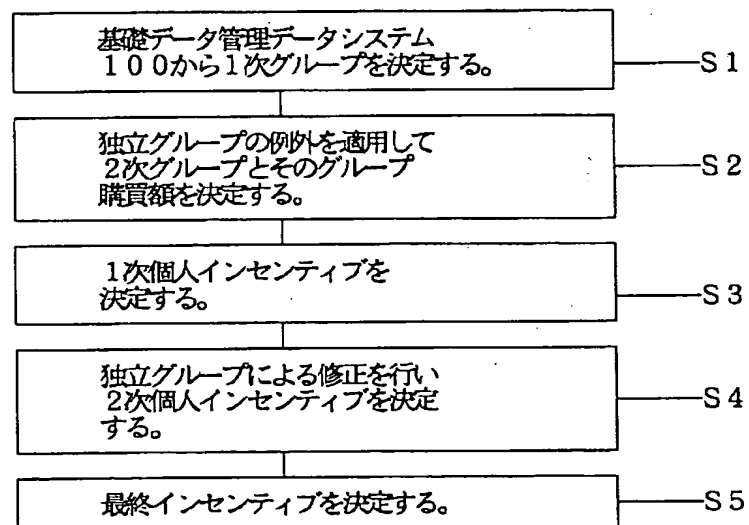 基礎データ管理データシステム
100から1次グループを決定する。
S1
独立グループの例外を適用して
2次グループとそのグループ
購買額を決定する。
S2
1次個人インセンティブを
決定する。
S3
独立グループによる修正を行い
2次個人インセンティブを決定
する。
S4
最終インセンティブを決定する。
S5